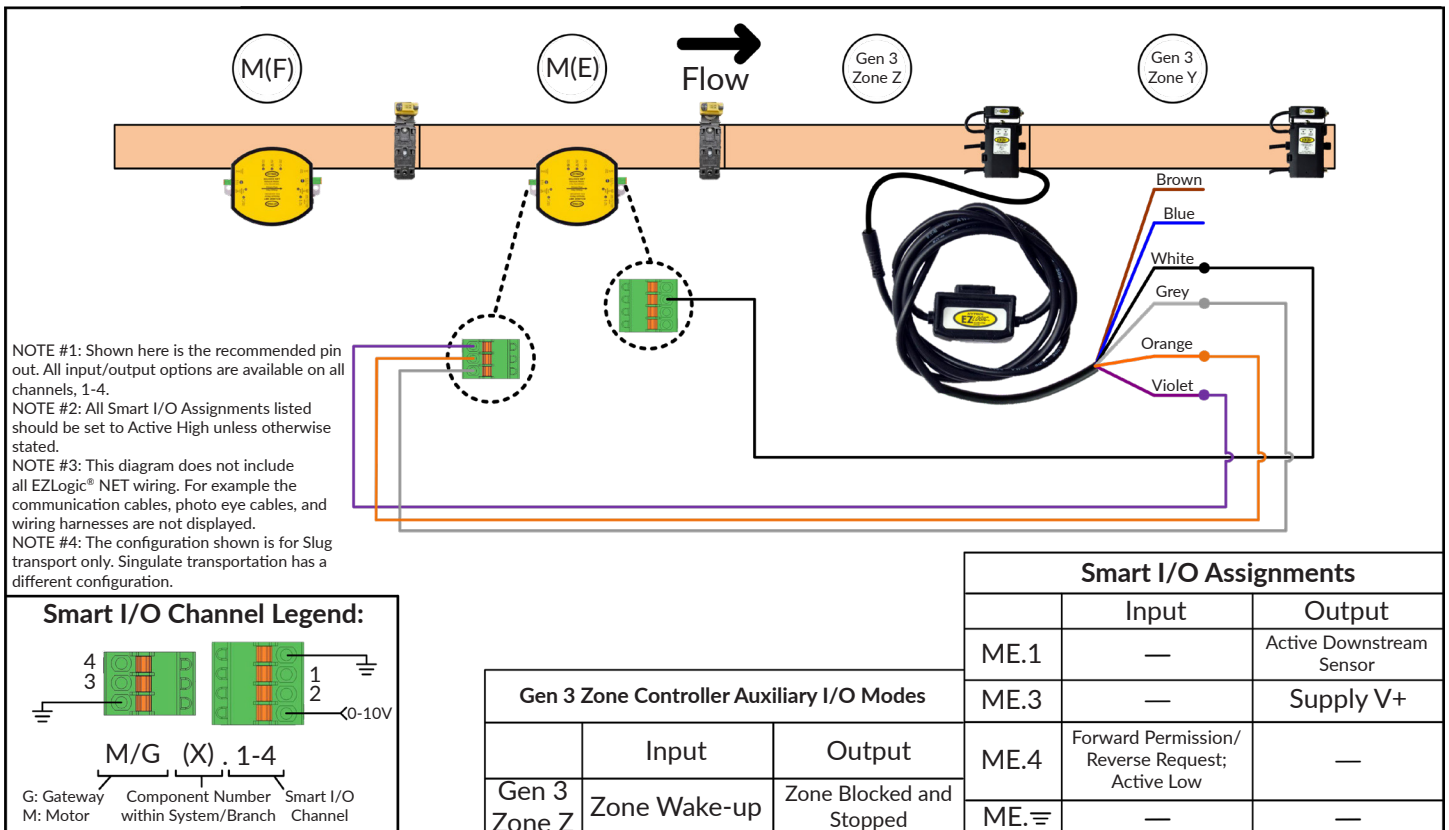 M(F)
M(E)
Flow
Gen 3
Zone Z
Gen 3
Zone Y
Brown
Blue
White
Grey
Orange
Violet
EZLOGIC
NOTE #1: Shown here is the recommended pin
out. All input/output options are available on all
channels, 1-4.
NOTE #2: All Smart I/O Assignments listed
should be set to Active High unless otherwise
stated.
NOTE #3: This diagram does not include
all EZLogic® NET wiring. For example the
communication cables, photo eye cables, and
wiring harnesses are not displayed.
NOTE #4: The configuration shown is for Slug
transport only. Singulate transportation has a
different configuration.
Smart I/O Channel Legend:
4
3
1
2
0-10V
M/G (X) . 1-4
G: Gateway
M: Motor
Component Number
within System/Branch
Smart I/O
Channel
Gen 3 Zone Controller Auxiliary I/O Modes
Input Output
Gen 3
Zone Z
Zone Wake-up
Zone Blocked and
Stopped
Smart I/O Assignments
Input Output
ME.1 —
Active Downstream
Sensor
ME.3 — Supply V+
ME.4
Forward Permission/
Reverse Request;
Active Low
—
ME. — —